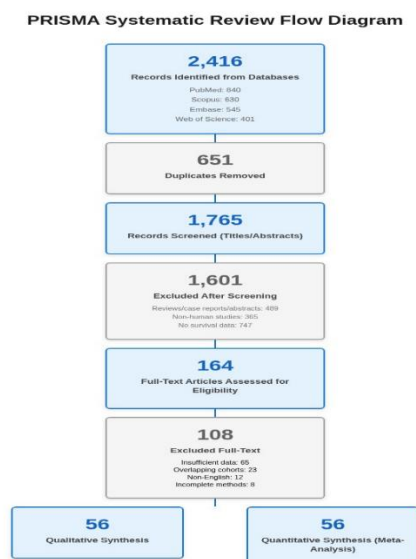 PRISMA Systematic Review Flow Diagram
2,416
Records Identified from Databases
PubMed: 840
Scopus: 630
Embase: 545
Web of Science: 401
651
Duplicates Removed
1,765
Records Screened (Titles/Abstracts)
1,601
Excluded After Screening
Reviews/case reports/abstracts: 489
Non-human studies: 365
No survival data: 747
164
Full-Text Articles Assessed for
Eligibility
108
Excluded Full-Text
Insufficient data: 65
Overlapping cohorts: 23
Non-English: 12
Incomplete methods: 8
56
Qualitative Synthesis
56
Quantitative Synthesis (Meta-
Analysis)